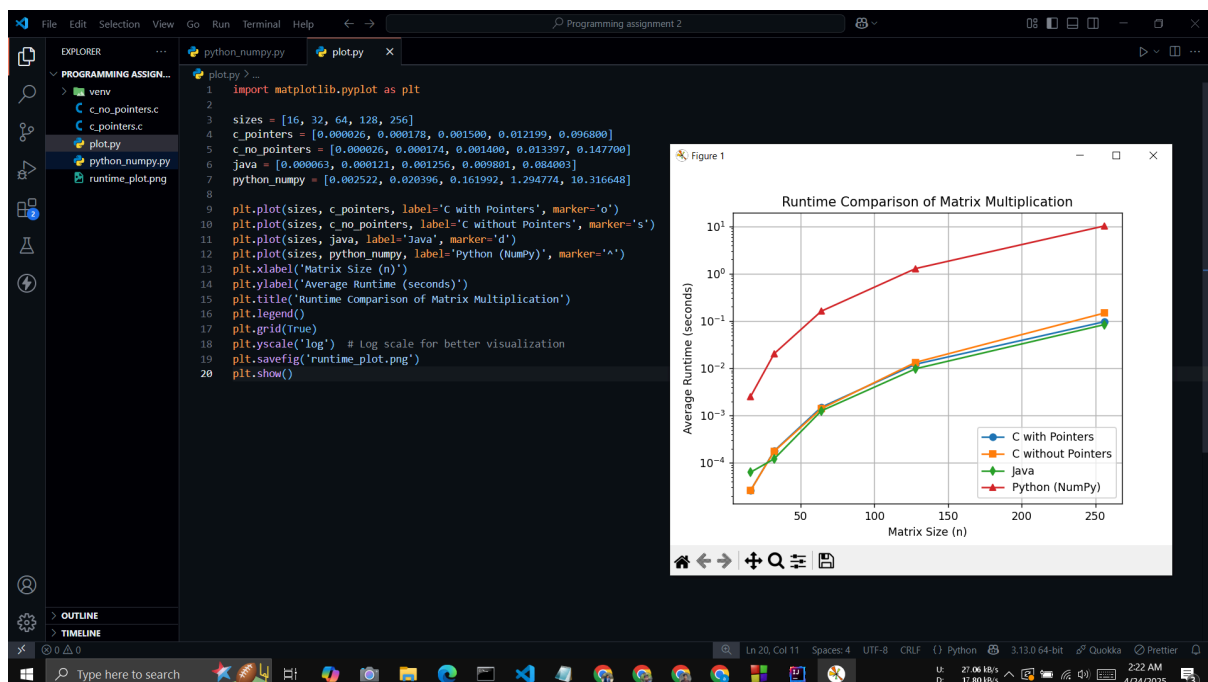 File Edit Selection View Go Run Terminal Help
Programming assignment 2
EXPLORER
PROGRAMMING ASSIGN...
venv
c_no_pointers.c
c_pointers.c
plot.py
python_numpy.py
runtime_plot.png
OUTLINE
TIMELINE
2
python_numpy.py
plot.py
plot.py > ...
1 import matplotlib.pyplot as plt
2
3 sizes = [16, 32, 64, 128, 256]
4 c_pointers = [0.000026, 0.000178, 0.001500, 0.012199, 0.096800]
5 c_no_pointers = [0.000026, 0.000174, 0.001400, 0.013397, 0.147700]
6 java = [0.000063, 0.000121, 0.001256, 0.009801, 0.084003]
7 python_numpy = [0.002522, 0.020396, 0.161992, 1.294774, 10.316648]
8
9 plt.plot(sizes, c_pointers, label='C with Pointers', marker='o')
10 plt.plot(sizes, c_no_pointers, label='C without Pointers', marker='s')
11 plt.plot(sizes, java, label='Java', marker='d')
12 plt.plot(sizes, python_numpy, label='Python (NumPy)', marker='^')
13 plt.xlabel('Matrix Size (n)')
14 plt.ylabel('Average Runtime (seconds)')
15 plt.title('Runtime Comparison of Matrix Multiplication')
16 plt.legend()
17 plt.grid(True)
18 plt.yscale('log') # Log scale for better visualization
19 plt.savefig('runtime_plot.png')
20 plt.show()
Figure 1
Runtime Comparison of Matrix Multiplication
Average Runtime (seconds)
10¹
10⁰
10⁻¹
10⁻²
10⁻³
10⁻⁴
C with Pointers
C without Pointers
Java
Python (NumPy)
50 100 150 200 250
Matrix Size (n)
0 0 Ln 20, Col 11 Spaces: 4 UTF-8 CRLF {} Python 3.13.0 64-bit Quokka Prettier
Type here to search
U: 27.06 kB/s
D: 17.80 kB/s
2:22 AM
4/24/2025
3